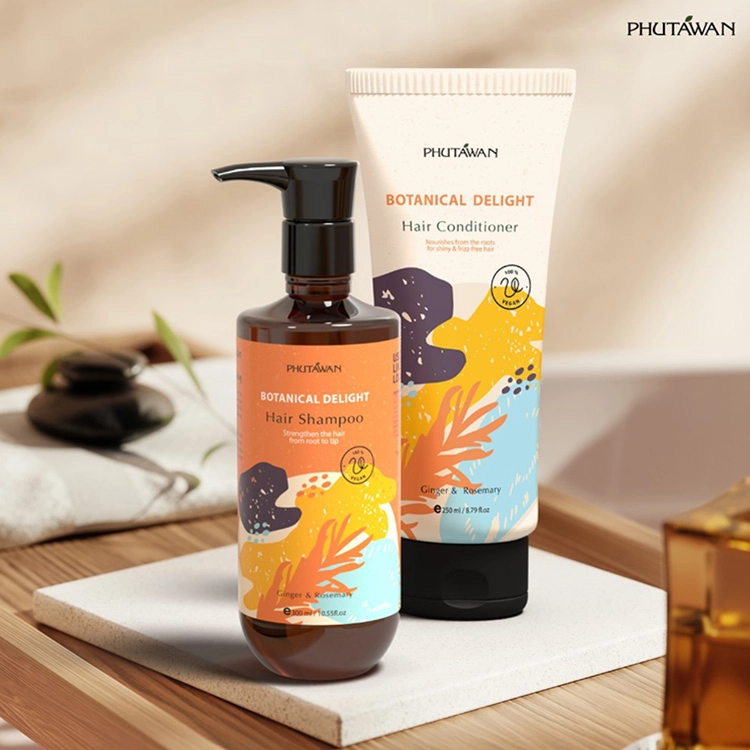 PHUTAWAN
PHUTAWAN
BOTANICAL DELIGHT
Hair Conditioner
Nourishes from the roots
for shiny & frizz free hair
100%
VEGAN
Ginger & Rosemary
e 250 ml / 8.79 fl.oz
PHUTAWAN
BOTANICAL DELIGHT
Hair Shampoo
Strengthen the hair
from root to tip
100%
VEGAN
Ginger & Rosemary
e 300 ml / 10.55fl.oz